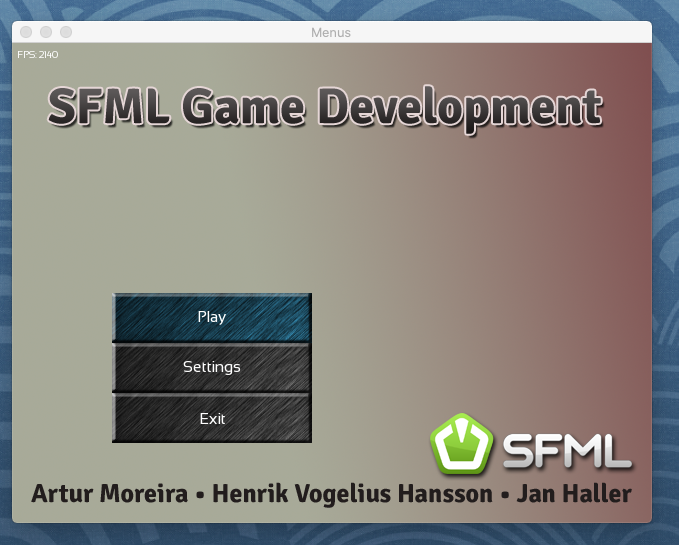 Menus
FPS: 2140
SFML Game Development
Play
Settings
Exit
SFML
Artur Moreira • Henrik Vogelius Hansson • Jan Haller